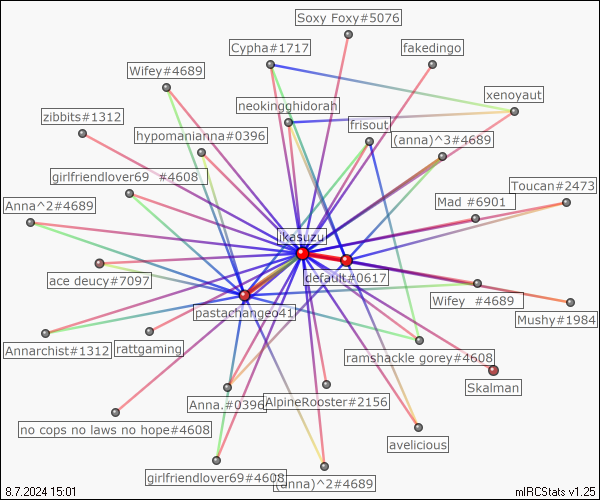 Soxy Foxy#5076
Cypha#1717
fakedingo
Wifey#4689
xenoyaut
neokingghidorah
zibbits#1312
frisout
hypomanianna#0396
(anna)^3#4689
girlfriendlover69 #4608
Toucan#2473
Anna^2#4689
Mad #6901
ikasuzu
ace deucy#7097
default#0617
Wifey #4689
pastachangeo41
Mushy#1984
Annarchist#1312
rattgaming
ramshackle gorey#4608
Skalman
Anna.#0396
AlpineRooster#2156
no cops no laws no hope#4608
avelicious
girlfriendlover69#4608
(anna)^2#4689
8.7.2024 15:01
mIRCStats v1.25